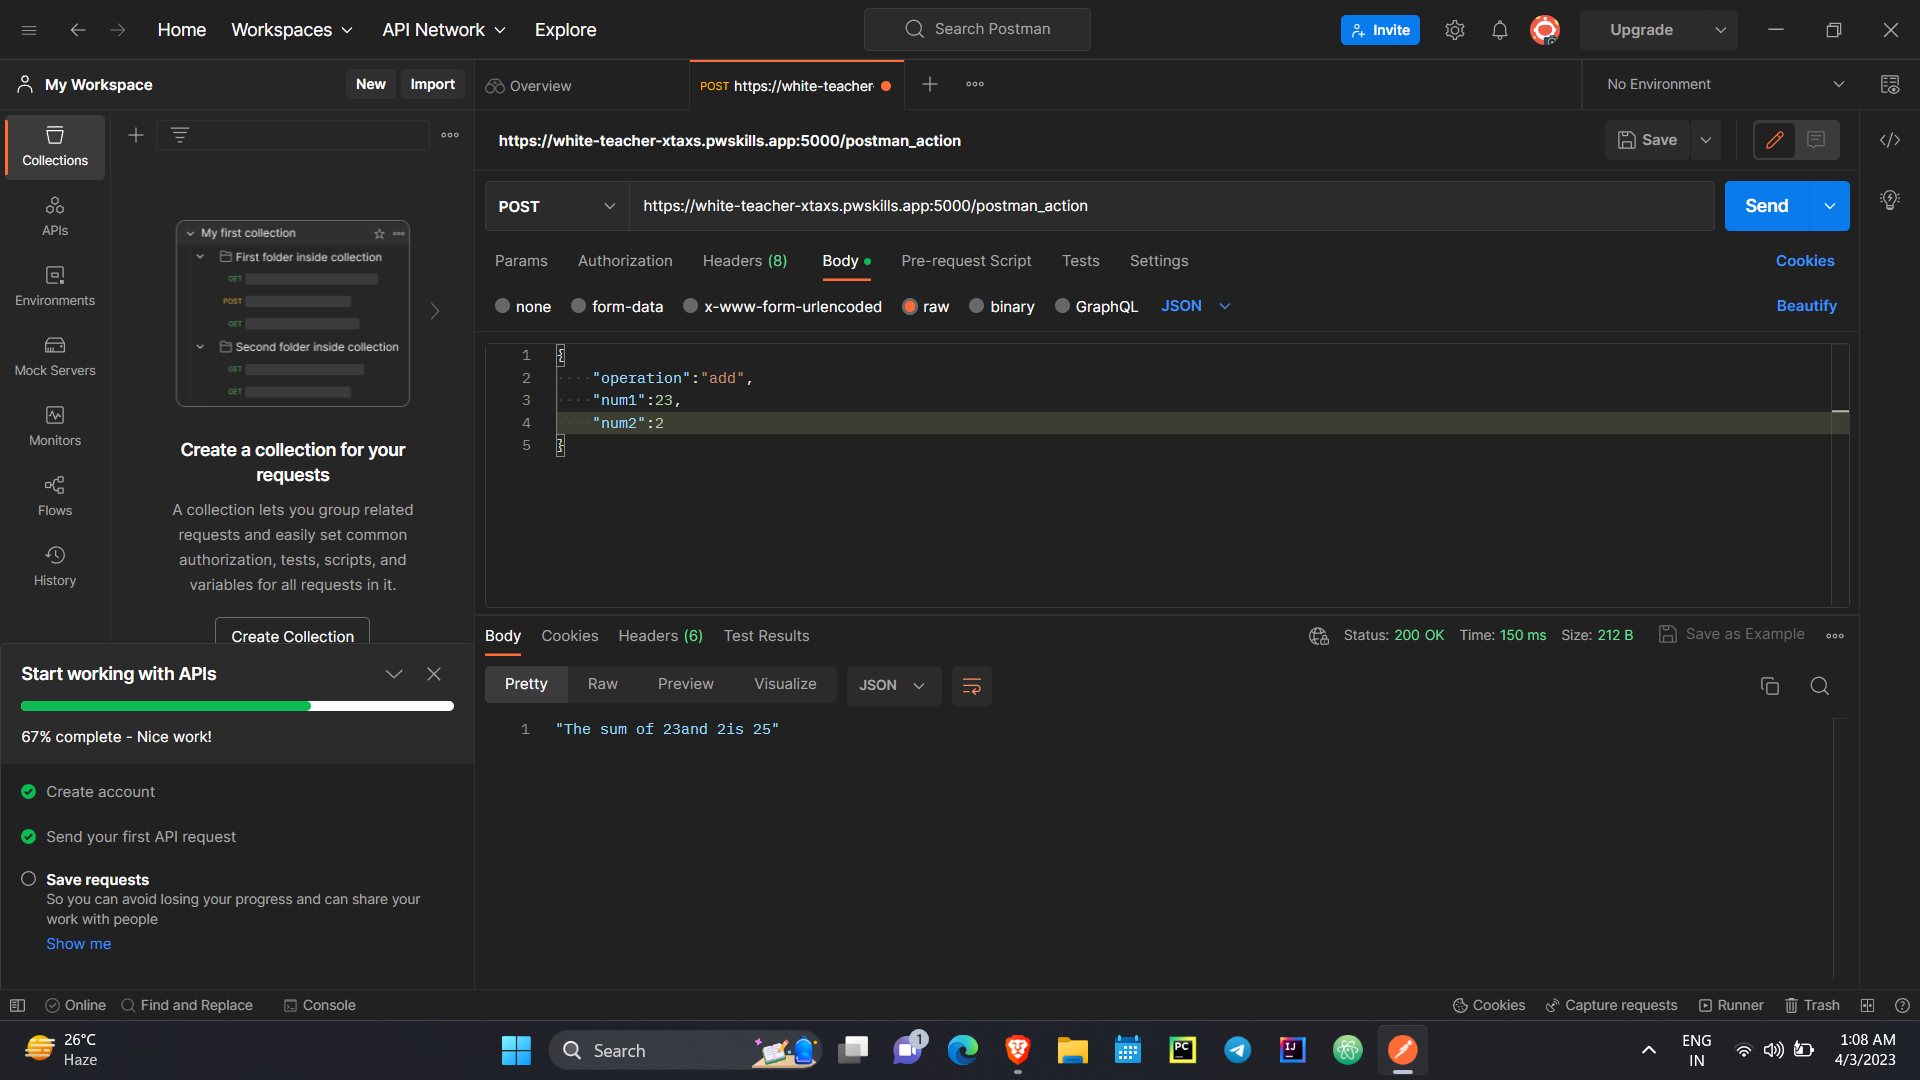 Home Workspaces API Network Explore Search Postman Invite Upgrade
My Workspace New Import Overview POST https://white-teacher- No Environment
Collections
APIs
Environments
Mock Servers
Monitors
Flows
History
My first collection
First folder inside collection
GET
POST
GET
Second folder inside collection
GET
GET
Create a collection for your
requests
A collection lets you group related
requests and easily set common
authorization, tests, scripts, and
variables for all requests in it.
Create Collection
Start working with APIs
67% complete - Nice work!
Create account
Send your first API request
Save requests
So you can avoid losing your progress and can share your
work with people
Show me
https://white-teacher-xtaxs.pwskills.app:5000/postman_action Save
POST https://white-teacher-xtaxs.pwskills.app:5000/postman_action Send
Params Authorization Headers (8) Body Pre-request Script Tests Settings Cookies
none form-data x-www-form-urlencoded raw binary GraphQL JSON Beautify
1 {
2 "operation":"add",
3 "num1":23,
4 "num2":2
5 }
Body Cookies Headers (6) Test Results Status: 200 OK Time: 150 ms Size: 212 B Save as Example
Pretty Raw Preview Visualize JSON
1 "The sum of 23and 2is 25"
Online Find and Replace Console Cookies Capture requests Runner Trash
26°C
Haze
Search
1
PC
IJ
ENG
IN
1:08 AM
4/3/2023